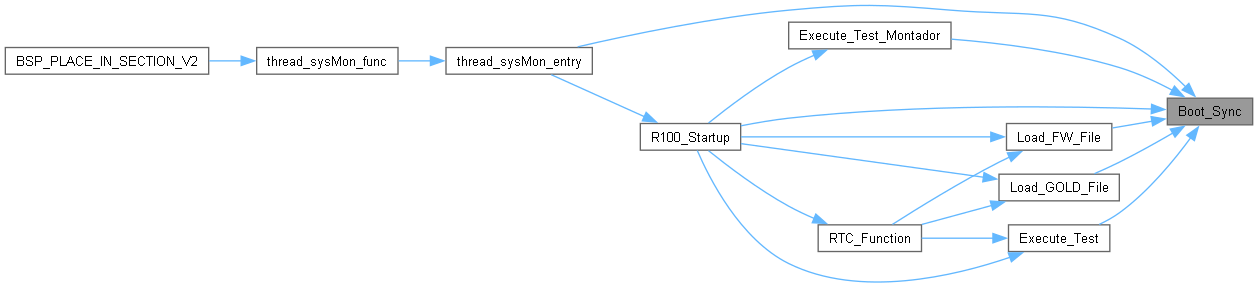 BSP_PLACE_IN_SECTION_V2
thread_sysMon_func
thread_sysMon_entry
Execute_Test_Montador
Boot_Sync
R100_Startup
Load_FW_File
Load_GOLD_File
RTC_Function
Execute_Test